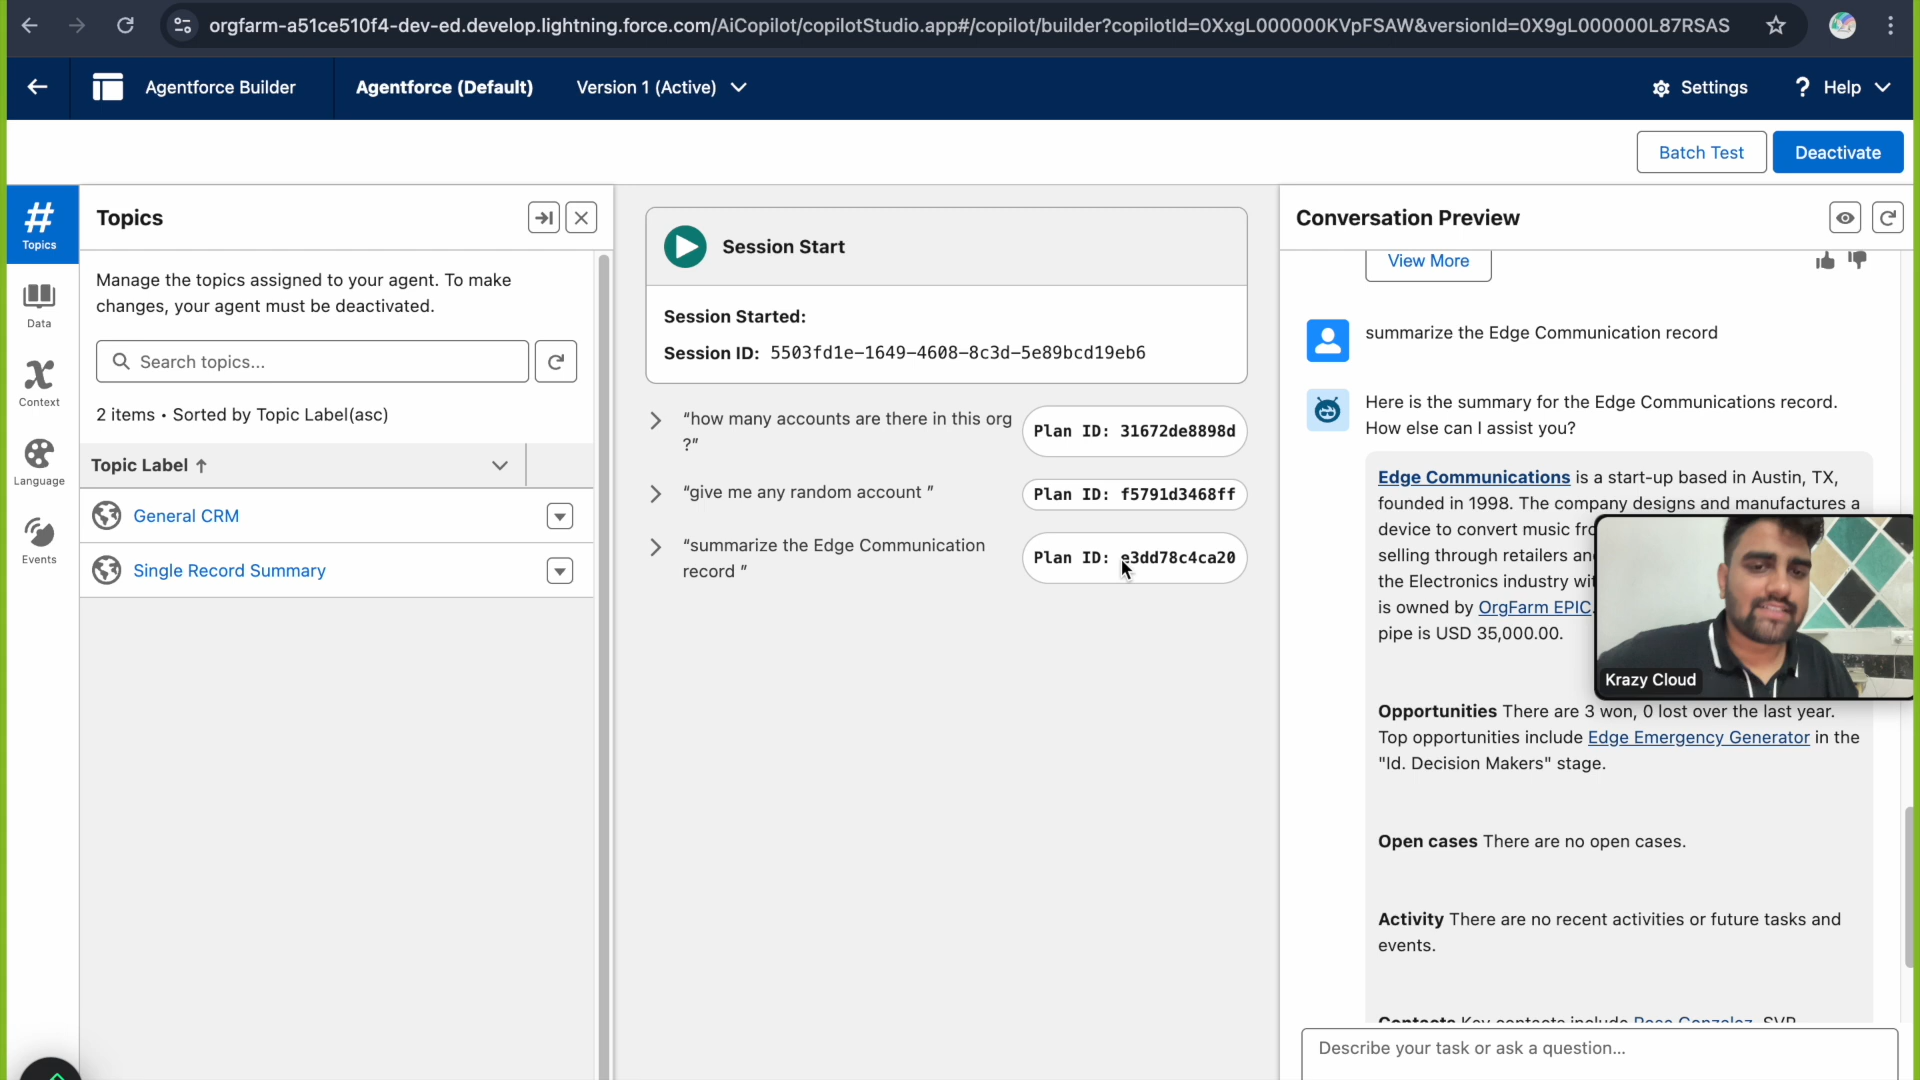 orgfarm-a51ce510f4-dev-ed.develop.lightning.force.com/AiCopilot/copilotStudio.app#/copilot/builder?copilotId=0XxgL000000KVpFSAW&versionId=0X9gL000000L87RSAS
Agentforce Builder
Agentforce (Default)
Version 1 (Active)
Settings
? Help
Batch Test
Deactivate
Topics
Data
Context
Language
Events
Topics
Manage the topics assigned to your agent. To make
changes, your agent must be deactivated.
Search topics...
2 items • Sorted by Topic Label(asc)
Topic Label ↑
General CRM
Single Record Summary
Session Start
Session Started:
Session ID: 5503fd1e-1649-4608-8c3d-5e89bcd19eb6
“how many accounts are there in this org
?”
Plan ID: 31672de8898d
“give me any random account ”
Plan ID: f5791d3468ff
“summarize the Edge Communication
record ”
Plan ID: e3dd78c4ca20
Conversation Preview
View More
summarize the Edge Communication record
Here is the summary for the Edge Communications record.
How else can I assist you?
Edge Communications is a start-up based in Austin, TX,
founded in 1998. The company designs and manufactures a
device to convert music
selling through retailers
the Electronics industry
is owned by OrgFarm EPIC.
pipe is USD 35,000.00.
Krazy Cloud
Opportunities There are 3 won, 0 lost over the last year.
Top opportunities include Edge Emergency Generator in the
"Id. Decision Makers" stage.
Open cases There are no open cases.
Activity There are no recent activities or future tasks and
events.
Contacts Key contacts include Rose Gonzalez, SVP
Describe your task or ask a question...